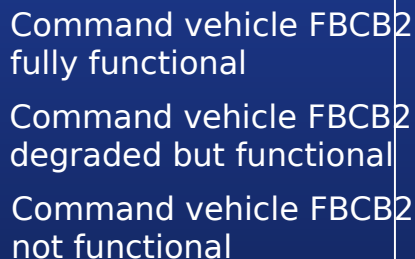 Command vehicle FBCB2
fully functional
Command vehicle FBCB2
degraded but functional
Command vehicle FBCB2
not functional